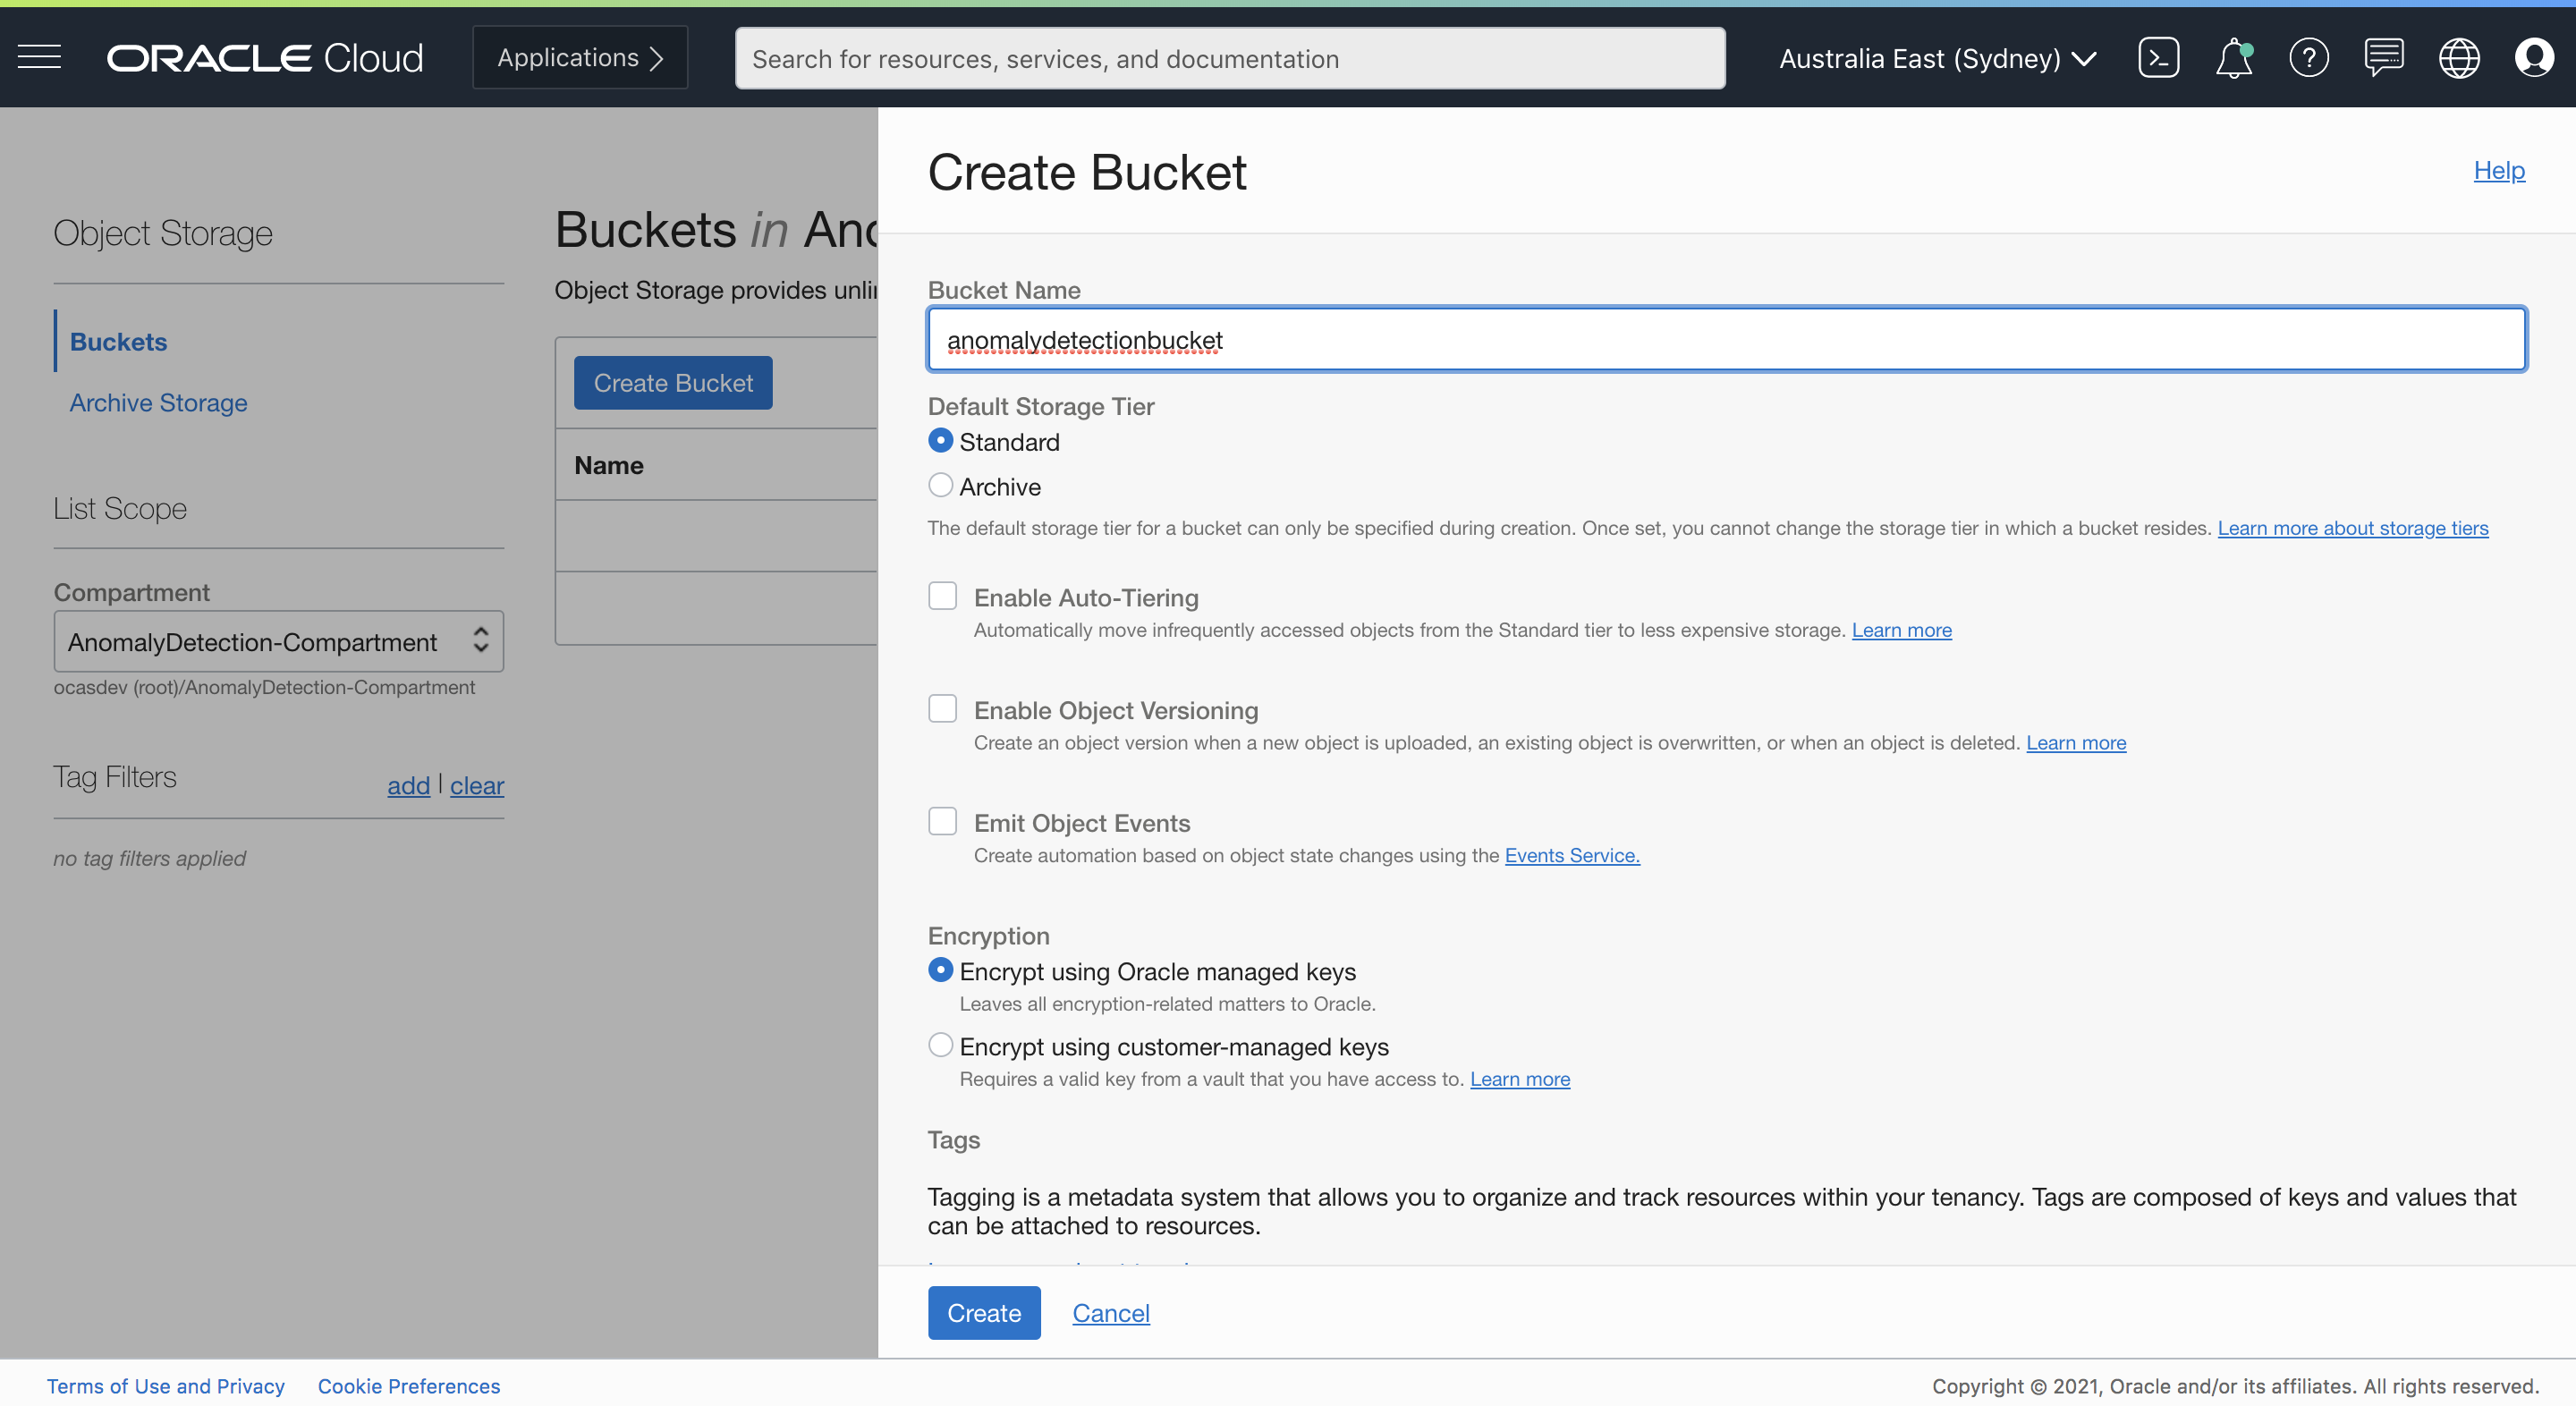 ORACLE Cloud
Applications
Search for resources, services, and documentation
Australia East (Sydney)
Object Storage
Buckets
Archive Storage
List Scope
Compartment
AnomalyDetection-Compartment
ocasdev (root)/AnomalyDetection-Compartment
Tag Filters
add | clear
no tag filters applied
Buckets in
Object Storage provides
Create Bucket
Name
Create Bucket
Help
Bucket Name
anomalydetectionbucket
Default Storage Tier
Standard
Archive
The default storage tier for a bucket can only be specified during creation. Once set, you cannot change the storage tier in which a bucket resides. Learn more about storage tiers
Enable Auto-Tiering
Automatically move infrequently accessed objects from the Standard tier to less expensive storage. Learn more
Enable Object Versioning
Create an object version when a new object is uploaded, an existing object is overwritten, or when an object is deleted. Learn more
Emit Object Events
Create automation based on object state changes using the Events Service.
Encryption
Encrypt using Oracle managed keys
Leaves all encryption-related matters to Oracle.
Encrypt using customer-managed keys
Requires a valid key from a vault that you have access to. Learn more
Tags
Tagging is a metadata system that allows you to organize and track resources within your tenancy. Tags are composed of keys and values that
can be attached to resources.
Create
Cancel
Terms of Use and Privacy
Cookie Preferences
Copyright © 2021, Oracle and/or its affiliates. All rights reserved.